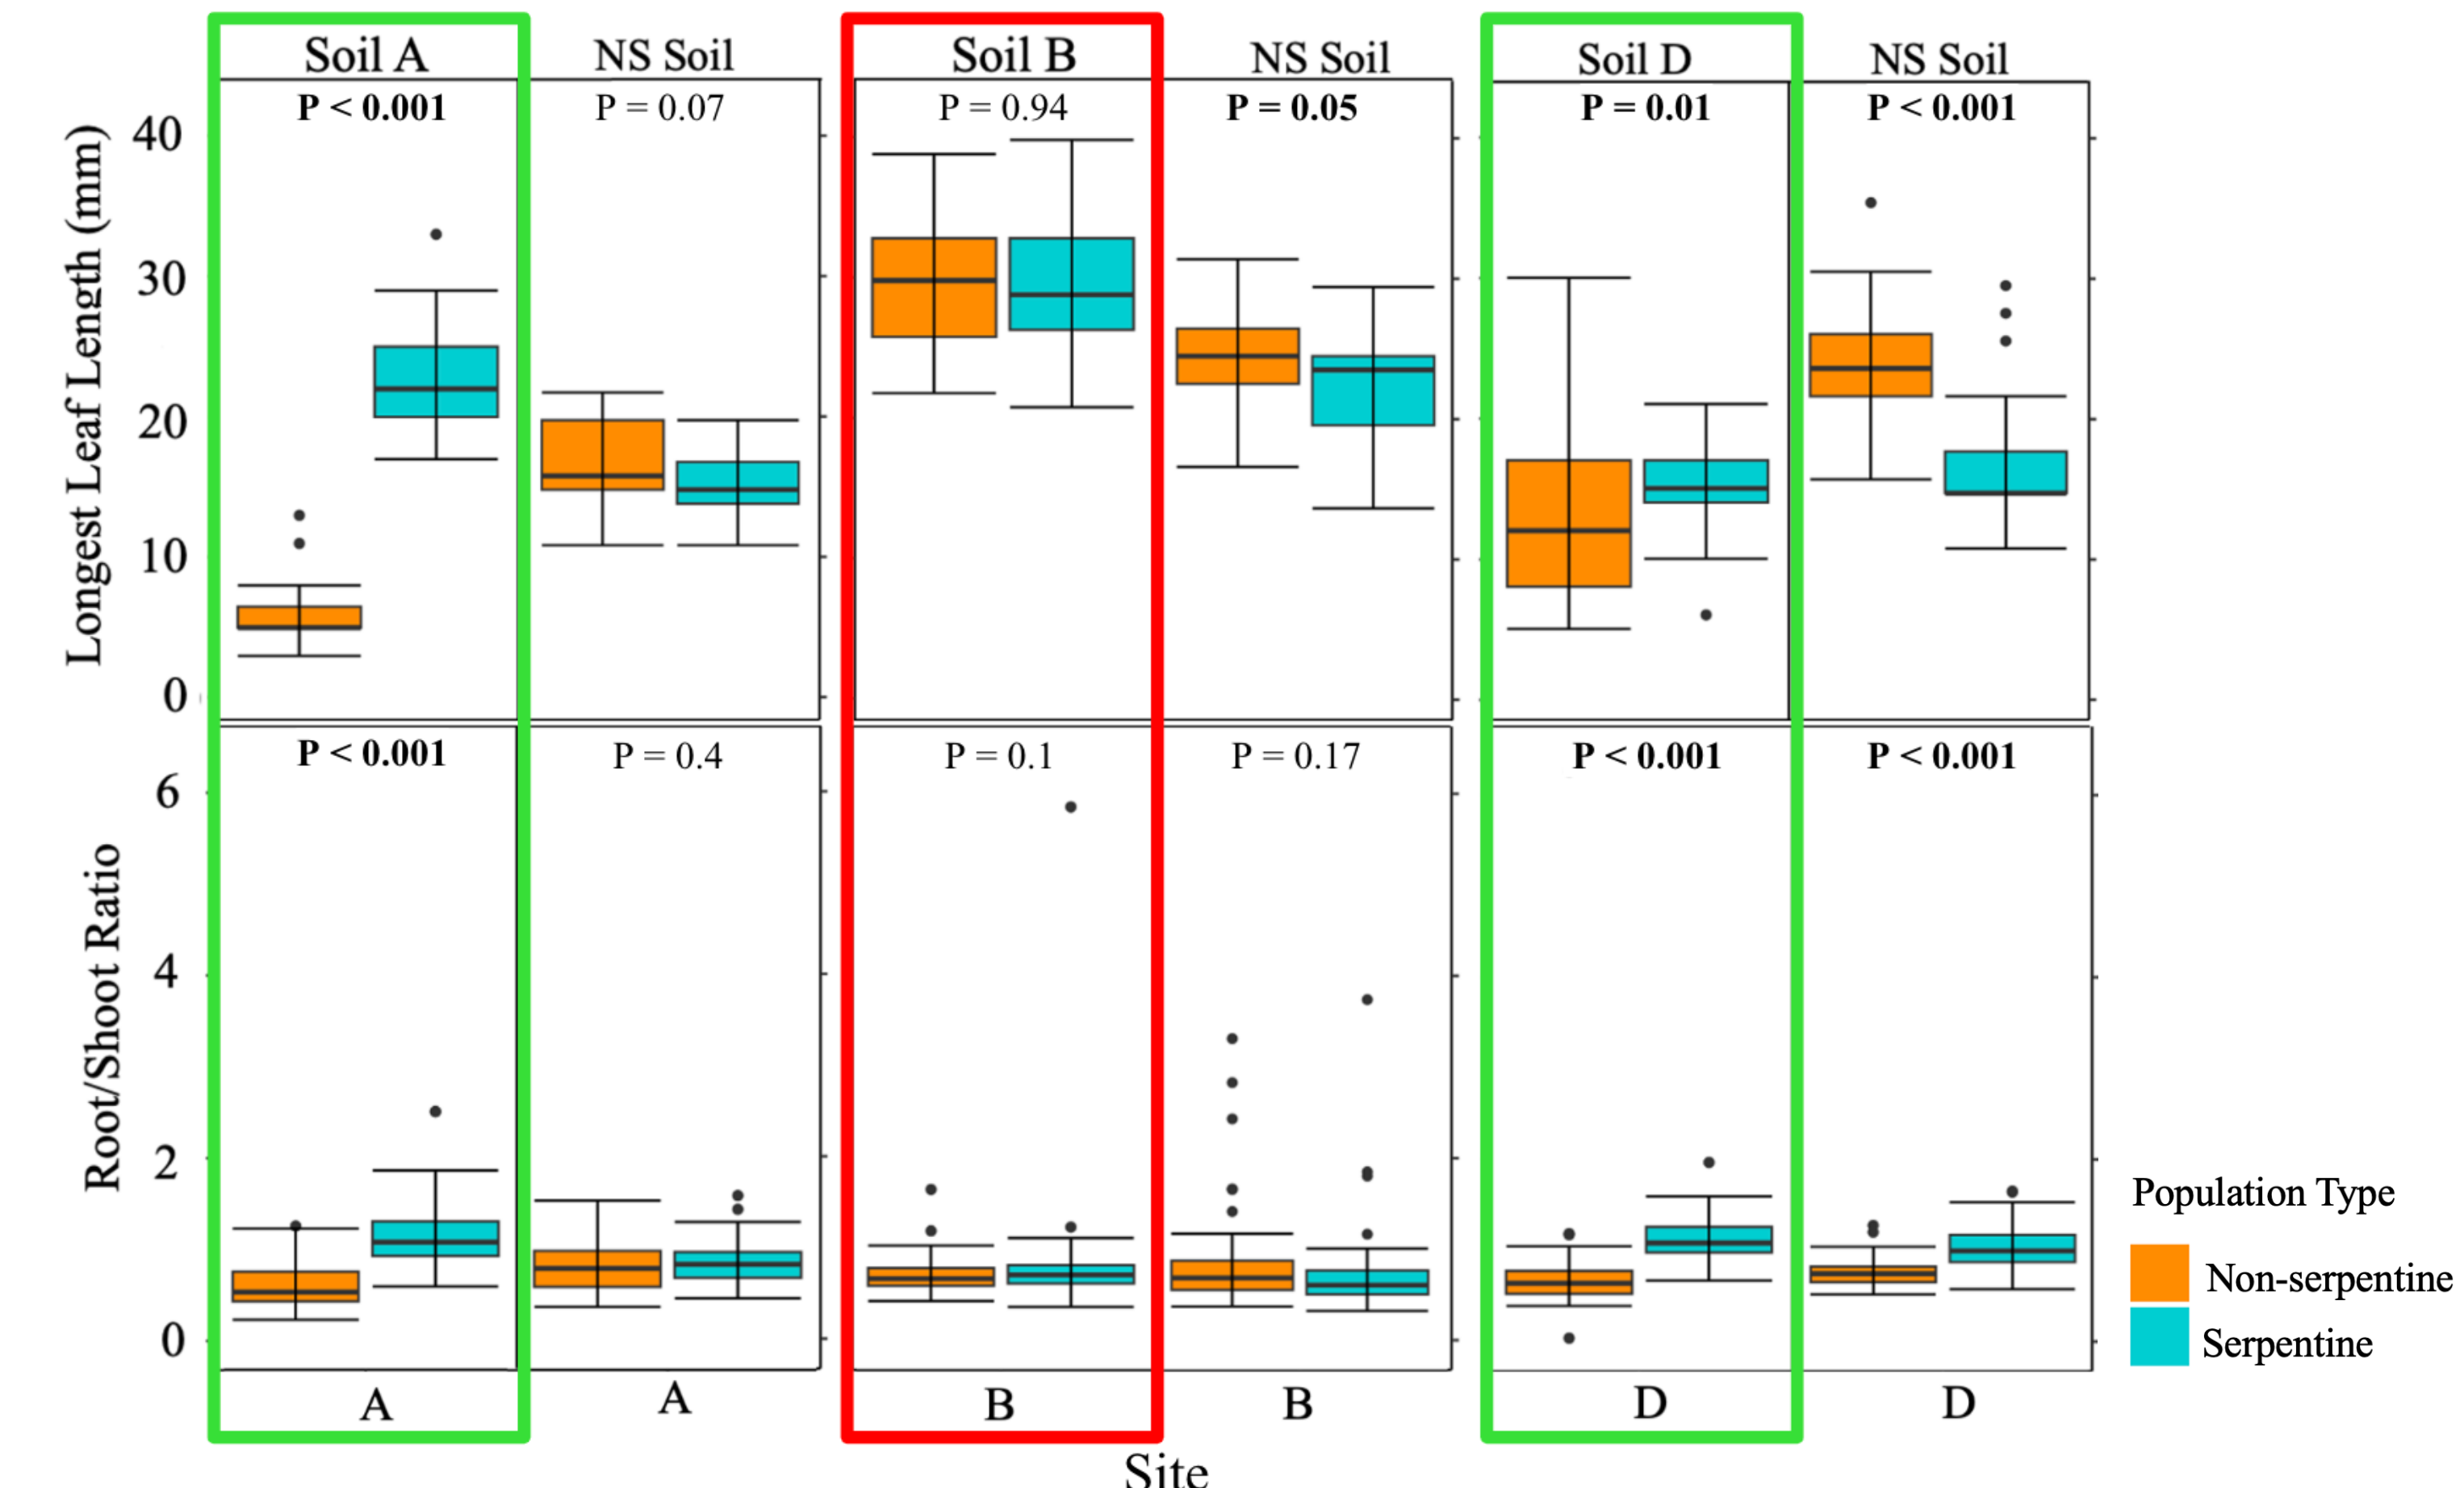 Soil A
NS Soil
Soil B
NS Soil
Soil D
NS Soil
P < 0.001
P = 0.07
P = 0.94
P = 0.05
P = 0.01
P < 0.001
Longest Leaf Length (mm)
40
30
20
10
0
P < 0.001
P = 0.4
P = 0.1
P = 0.17
P < 0.001
P < 0.001
Root/Shoot Ratio
6
4
2
0
A
A
B
B
D
D
Site
Population Type
Non-serpentine
Serpentine